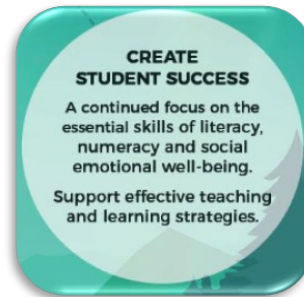 CREATE
STUDENT SUCCESS
A continued focus on the
essential skills of literacy,
numeracy and social
emotional well-being.
Support effective teaching
and learning strategies.